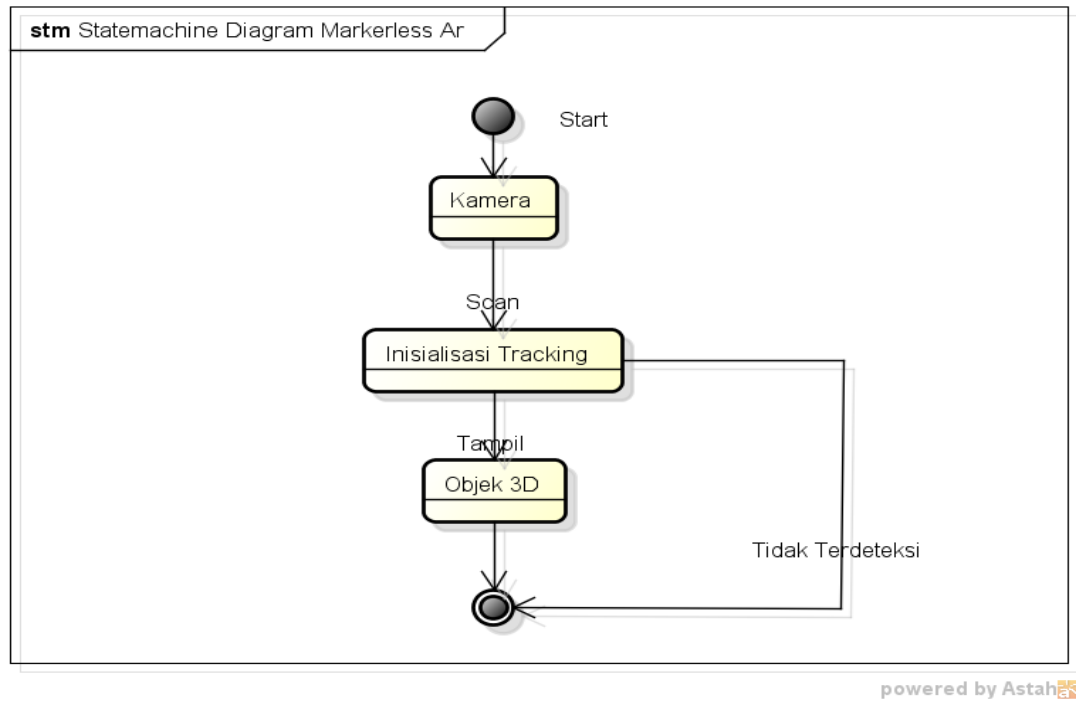 stm Statemachine Diagram Markerless Ar
Start
Kamera
Scan
Inisialisasi Tracking
Tampil
Objek 3D
Tidak Terdeteksi
powered by Astah